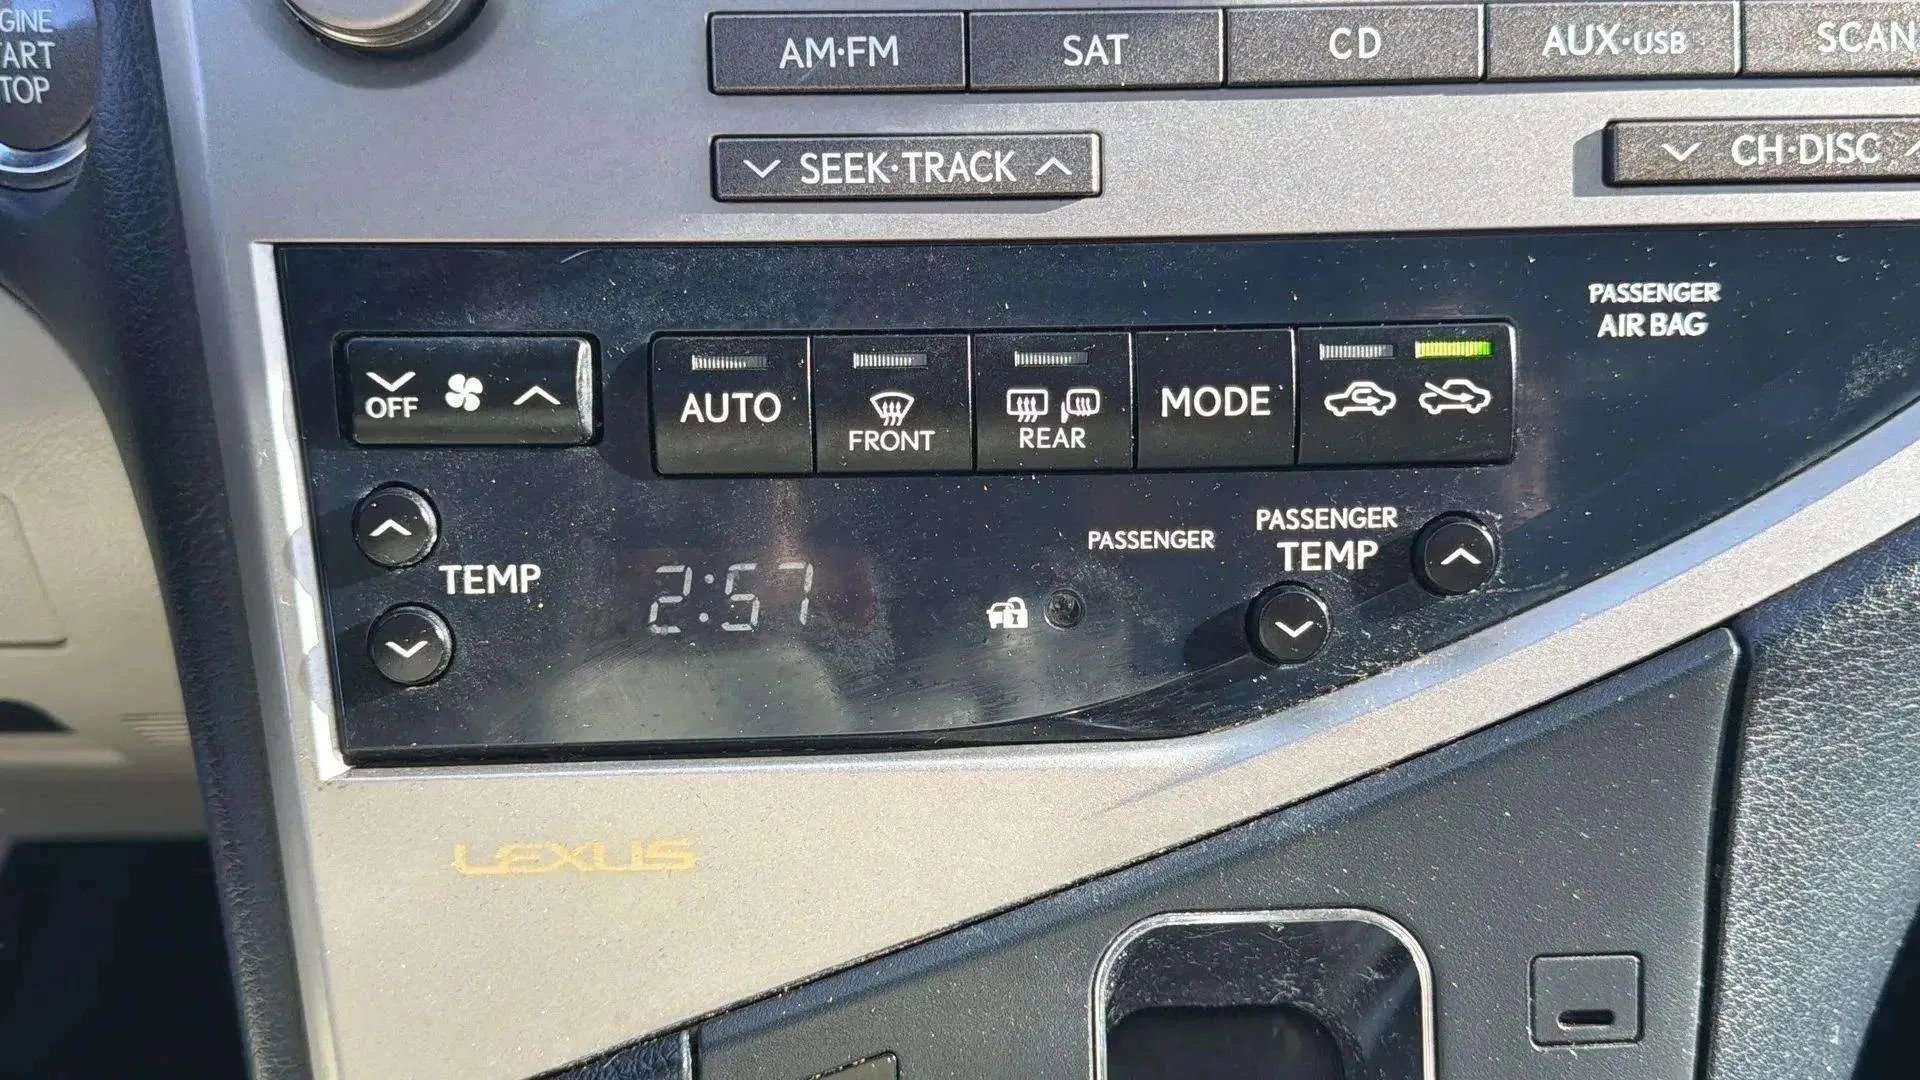 GINE
TART
TOP
AM·FM
SAT
CD
AUX·USB
SCAN
SEEK·TRACK
CH·DISC
PASSENGER
AIR BAG
OFF
AUTO
FRONT
REAR
MODE
TEMP
2:57
PASSENGER
PASSENGER
TEMP
LEXUS